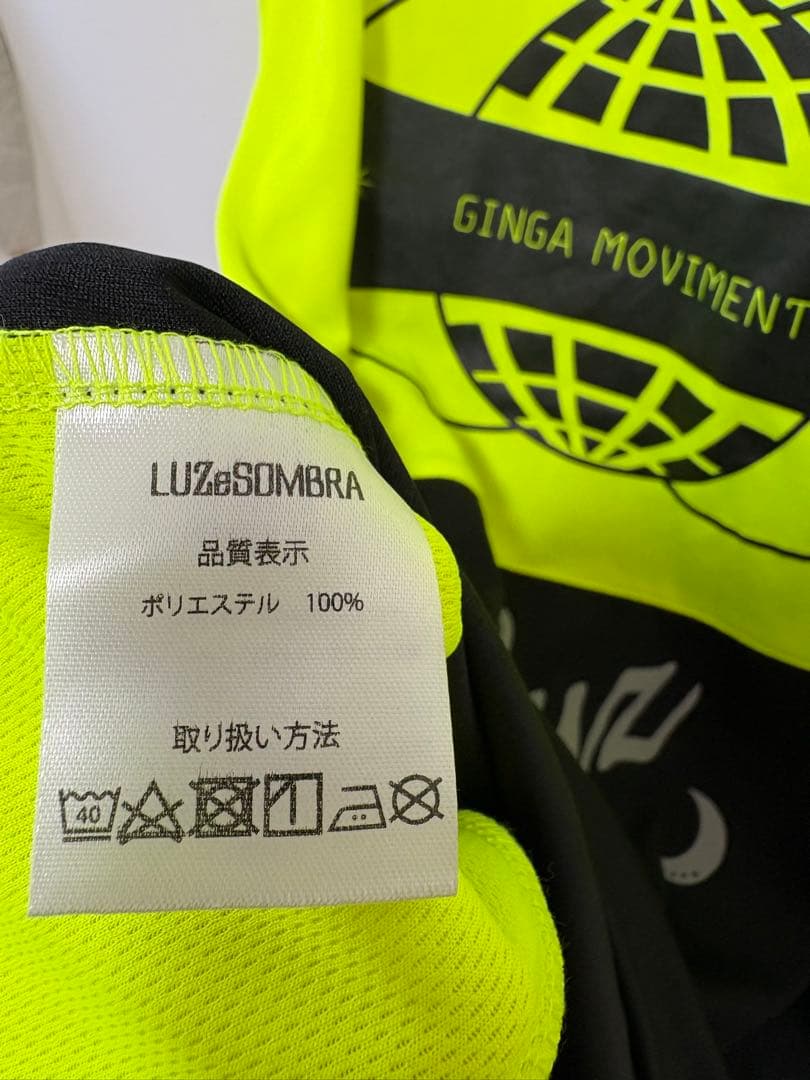 GINGA MOVIMENT
LUZeSOMBRA
品質表示
ポリエステル 100%
取り扱い方法
40